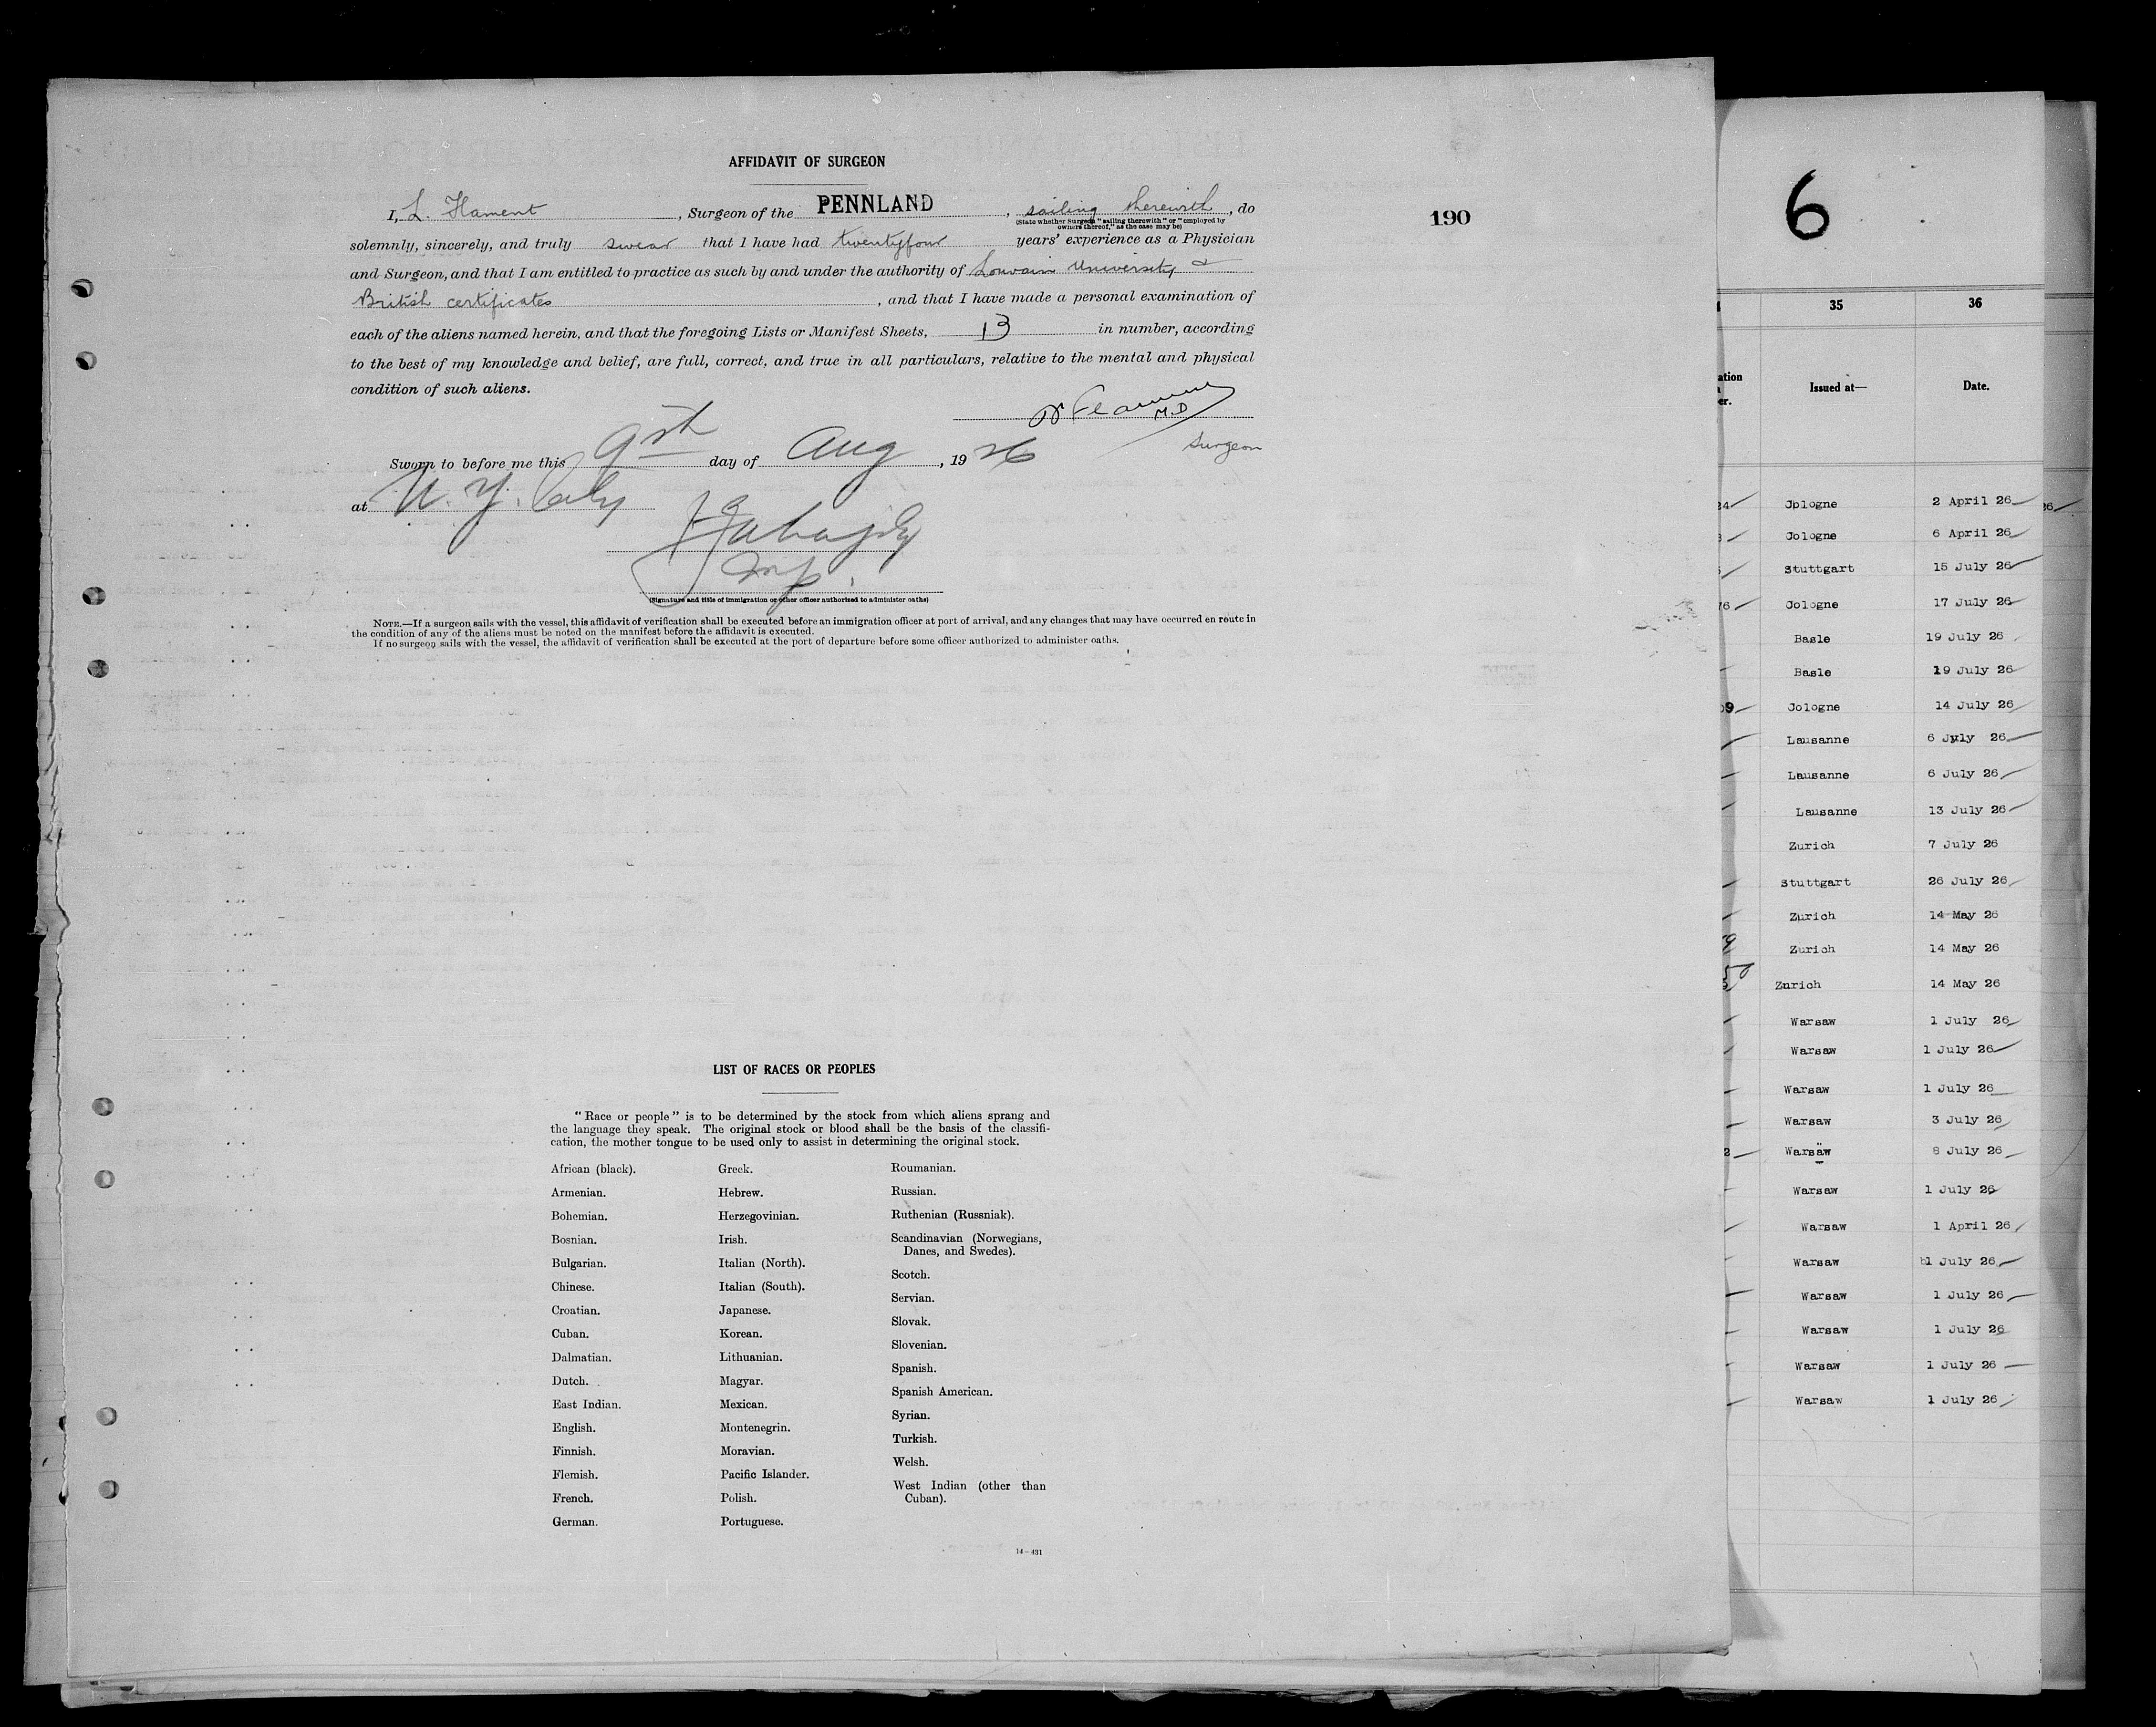 AFFIDAVIT OF SURGEON
I, L. Flament, Surgeon of the PENNLAND, sailing therewith, do
(State whether Surgeon "sailing therewith" or "employed by
owners thereof," as the case may be)
solemnly, sincerely, and truly swear that I have had twentyfour years' experience as a Physician
and Surgeon, and that I am entitled to practice as such by and under the authority of Louvain University &
British certificates, and that I have made a personal examination of
each of the aliens named herein, and that the foregoing Lists or Manifest Sheets, 13 in number, according
to the best of my knowledge and belief, are full, correct, and true in all particulars, relative to the mental and physical
condition of such aliens.
M.D
Surgeon
Sworn to before me this 9th day of Aug, 1926
at N.Y. City
Insp.
(Signature and title of immigration or other officer authorized to administer oaths)
NOTE.—If a surgeon sails with the vessel, this affidavit of verification shall be executed before an immigration officer at port of arrival, and any changes that may have occurred en route in
the condition of any of the aliens must be noted on the manifest before the affidavit is executed.
If no surgeon sails with the vessel, the affidavit of verification shall be executed at the port of departure before some officer authorized to administer oaths.
190
LIST OF RACES OR PEOPLES
"Race or people" is to be determined by the stock from which aliens sprang and
the language they speak. The original stock or blood shall be the basis of the classifi-
cation, the mother tongue to be used only to assist in determining the original stock.
African (black).
Armenian.
Bohemian.
Bosnian.
Bulgarian.
Chinese.
Croatian.
Cuban.
Dalmatian.
Dutch.
East Indian.
English.
Finnish.
Flemish.
French.
German.
Greek.
Hebrew.
Herzegovinian.
Irish.
Italian (North).
Italian (South).
Japanese.
Korean.
Lithuanian.
Magyar.
Mexican.
Montenegrin.
Moravian.
Pacific Islander.
Polish.
Portuguese.
Roumanian.
Russian.
Ruthenian (Russniak).
Scandinavian (Norwegians,
Danes, and Swedes).
Scotch.
Servian.
Slovak.
Slovenian.
Spanish.
Spanish American.
Syrian.
Turkish.
Welsh.
West Indian (other than
Cuban).
14—431
6
35 36
Issued at— Date.
Jologne 2 April 26
Cologne 6 April 26
Stuttgart 15 July 26
Cologne 17 July 26
Basle 19 July 26
Basle 19 July 26
Cologne 14 July 26
Lausanne 6 July 26
Lausanne 6 July 26
Lausanne 13 July 26
Zurich 7 July 26
Stuttgart 26 July 26
Zurich 14 May 26
Zurich 14 May 26
Zurich 14 May 26
Warsaw 1 July 26
Warsaw 1 July 26
Warsaw 1 July 26
Warsaw 3 July 26
Warsaw 8 July 26
Warsaw 1 July 26
Warsaw 1 April 26
Warsaw 1 July 26
Warsaw 1 July 26
Warsaw 1 July 26
Warsaw 1 July 26
Warsaw 1 July 26